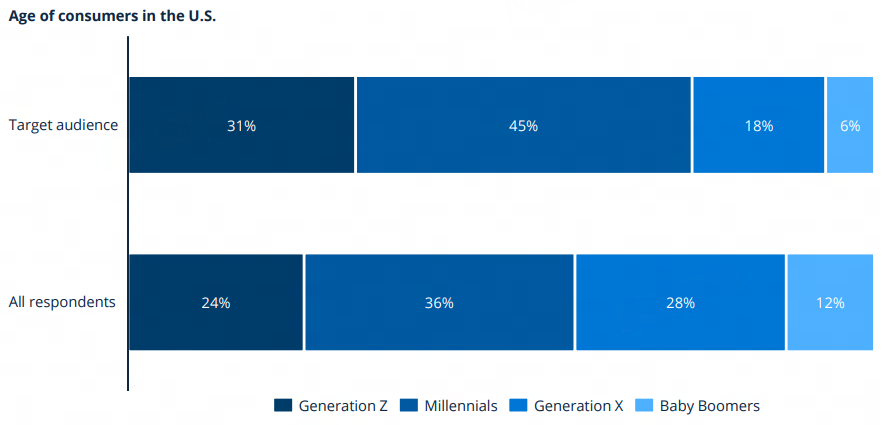 Age of consumers in the U.S.
Target audience 31% 45% 18% 6%
All respondents 24% 36% 28% 12%
Generation Z Millennials Generation X Baby Boomers